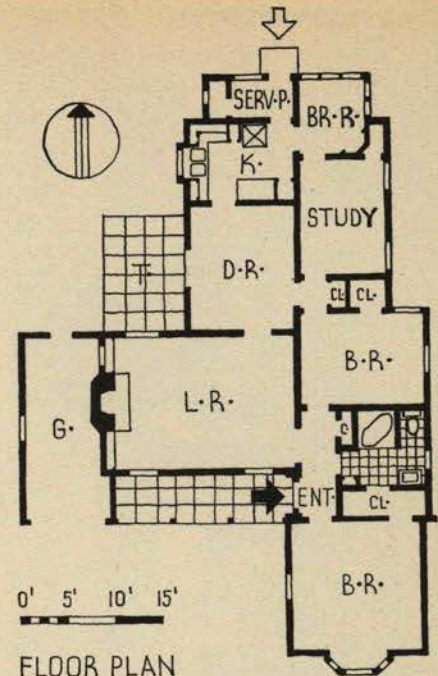 SERV·P·
BR·R·
K·
STUDY
T·
D·R·
CL·
CL·
B·R·
L·R·
G·
C·
ENT·
CL·
B·R·
0' 5' 10' 15'
FLOOR PLAN